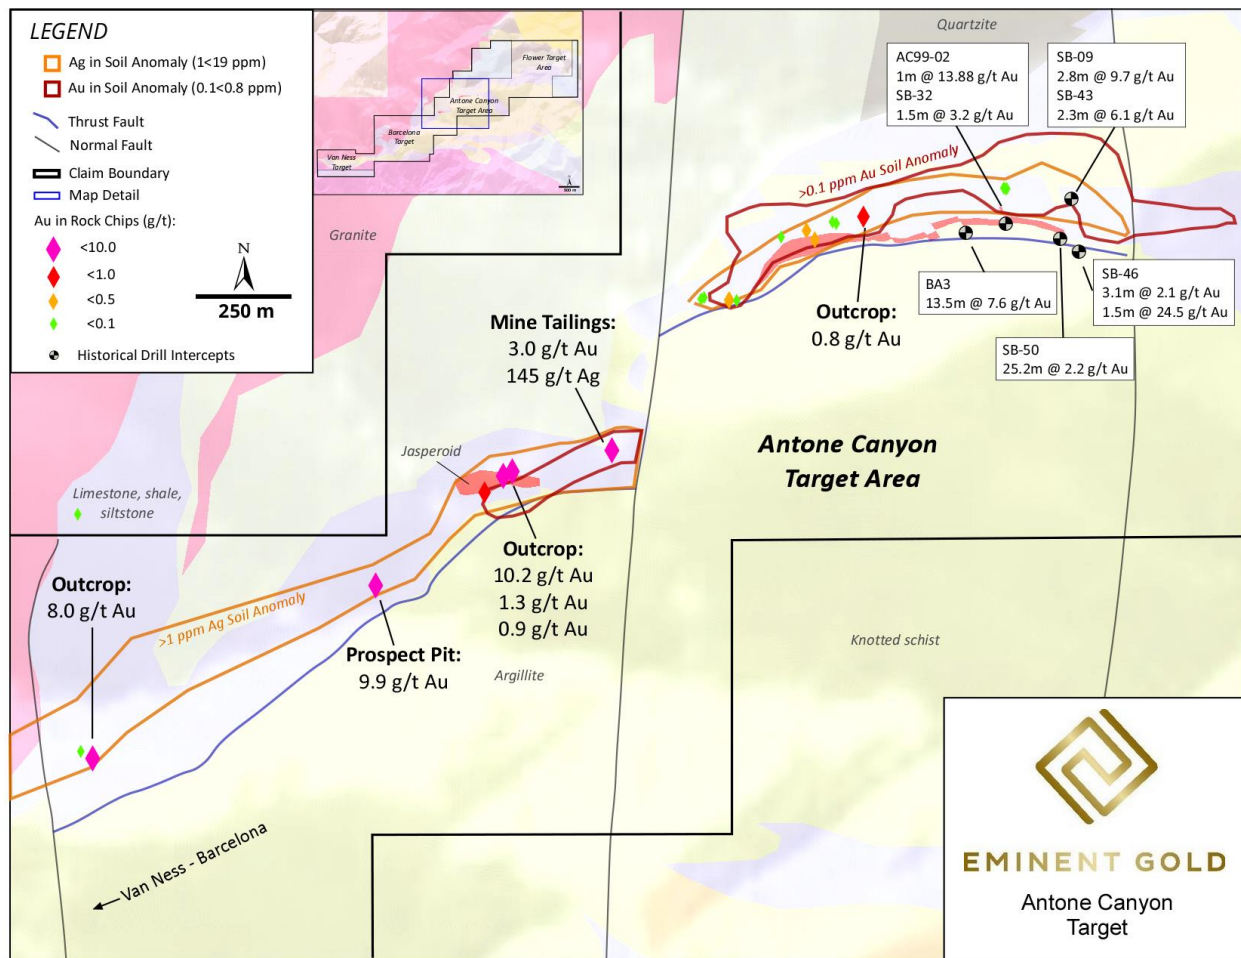 LEGEND
Ag in Soil Anomaly (1<19 ppm)
Au in Soil Anomaly (0.1<0.8 ppm)
Thrust Fault
Normal Fault
Claim Boundary
Map Detail
Au in Rock Chips (g/t):
<10.0
<1.0
<0.5
<0.1
N
250 m
Historical Drill Intercepts
Flower Target
Area
Antone Canyon
Target Area
Barcelona
Target
Van Ness
Target
500 m
Quartzite
AC99-02
1m @ 13.88 g/t Au
SB-32
1.5m @ 3.2 g/t Au
SB-09
2.8m @ 9.7 g/t Au
SB-43
2.3m @ 6.1 g/t Au
>0.1 ppm Au Soil Anomaly
Granite
BA3
13.5m @ 7.6 g/t Au
SB-46
3.1m @ 2.1 g/t Au
1.5m @ 24.5 g/t Au
SB-50
25.2m @ 2.2 g/t Au
Outcrop:
0.8 g/t Au
Mine Tailings:
3.0 g/t Au
145 g/t Ag
Antone Canyon
Target Area
Jasperoid
Limestone, shale,
siltstone
Outcrop:
10.2 g/t Au
1.3 g/t Au
0.9 g/t Au
Outcrop:
8.0 g/t Au
>1 ppm Ag Soil Anomaly
Prospect Pit:
9.9 g/t Au
Argillite
Knotted schist
Van Ness - Barcelona
EMINENT GOLD
Antone Canyon
Target